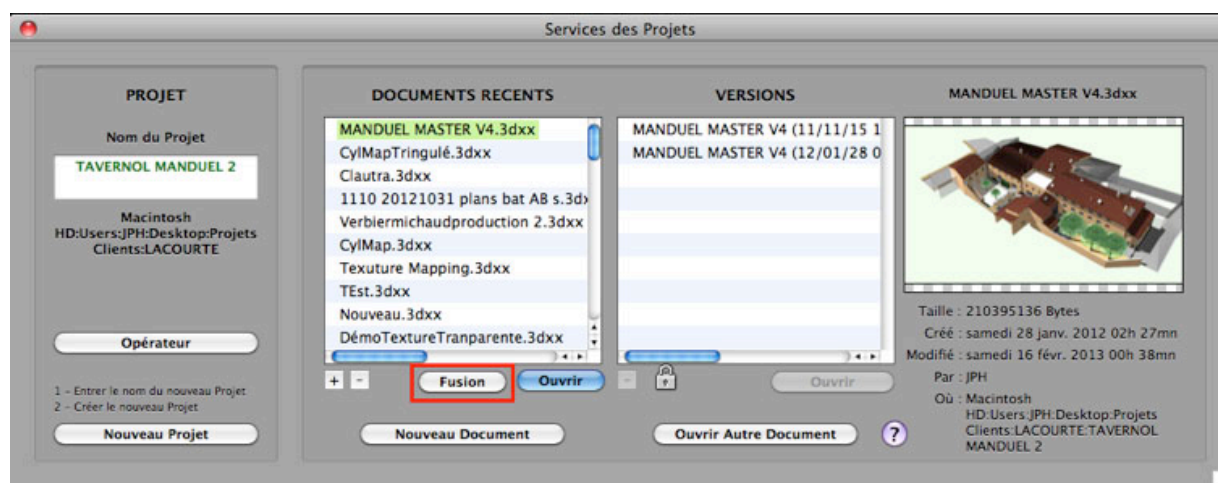 Services des Projets
PROJET
Nom du Projet
TAVERNOL MANDUEL 2
Macintosh
HD:Users:JPH:Desktop:Projets
Clients:LACOURTE
Opérateur
1 - Entrer le nom du nouveau Projet
2 - Créer le nouveau Projet
Nouveau Projet
DOCUMENTS RECENTS
MANDUEL MASTER V4.3dxx
CylMapTringulé.3dxx
Clautra.3dxx
1110 20121031 plans bat AB s.3dx
Verbiermichaudproduction 2.3dxx
CylMap.3dxx
Texuture Mapping.3dxx
TEst.3dxx
Nouveau.3dxx
DémoTextureTranparente.3dxx
+ - Fusion Ouvrir
Nouveau Document
VERSIONS
MANDUEL MASTER V4 (11/11/15 1
MANDUEL MASTER V4 (12/01/28 0
- Ouvrir
Ouvrir Autre Document ?
MANDUEL MASTER V4.3dxx
Taille : 210395136 Bytes
Créé : samedi 28 janv. 2012 02h 27mn
Modifié : samedi 16 févr. 2013 00h 38mn
Par : JPH
Où : Macintosh
HD:Users:JPH:Desktop:Projets
Clients:LACOURTE:TAVERNOL
MANDUEL 2